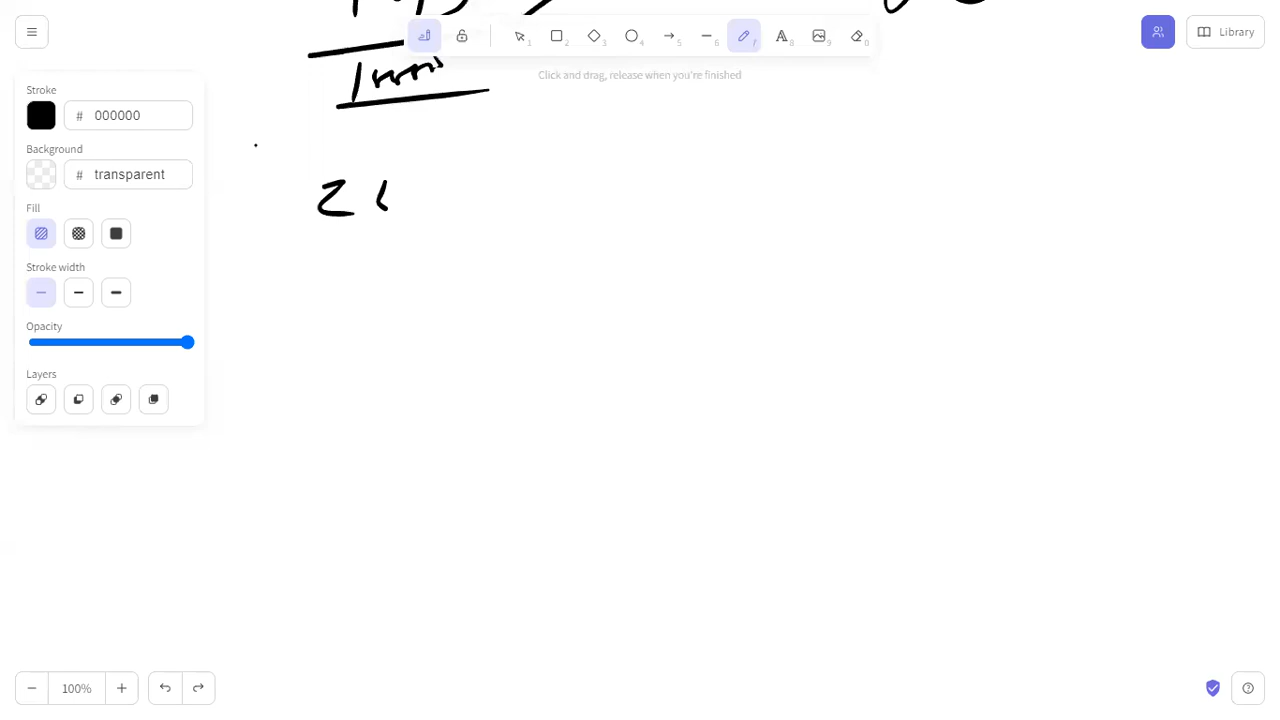 Library
Click and drag, release when you're finished
Stroke
# 000000
Background
# transparent
Fill
Stroke width
Opacity
Layers
2 (
100%